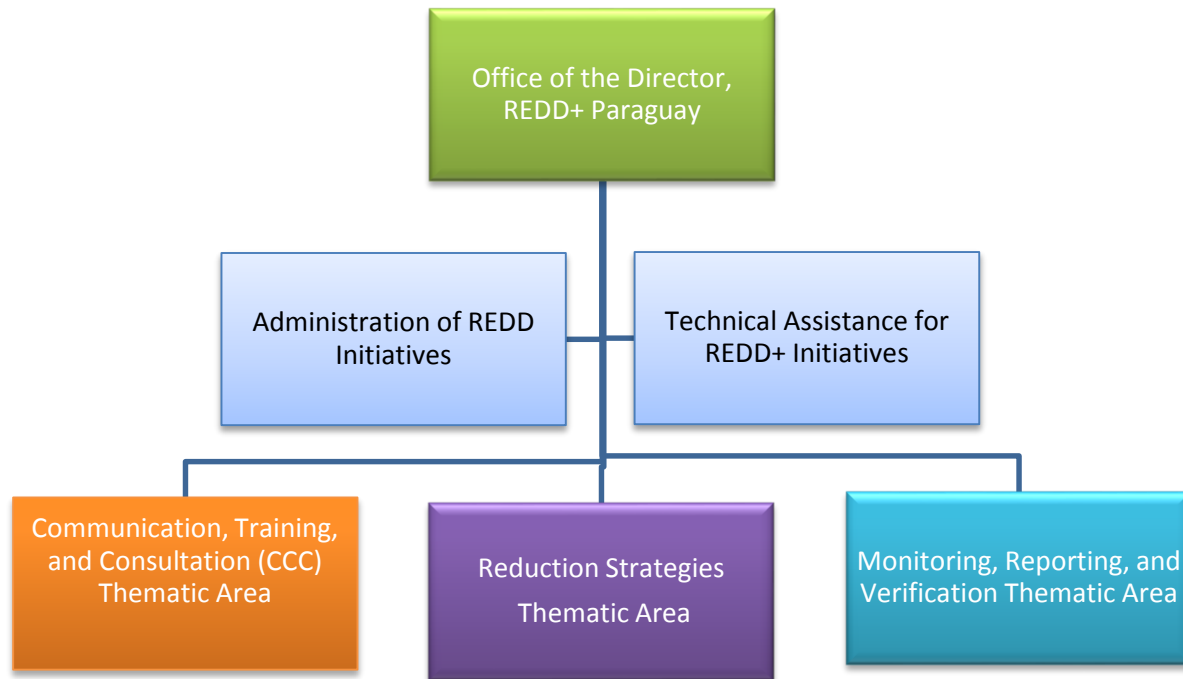 Office of the Director,
REDD+ Paraguay
Administration of REDD
Initiatives
Technical Assistance for
REDD+ Initiatives
Communication, Training,
and Consultation (CCC)
Thematic Area
Reduction Strategies
Thematic Area
Monitoring, Reporting, and
Verification Thematic Area